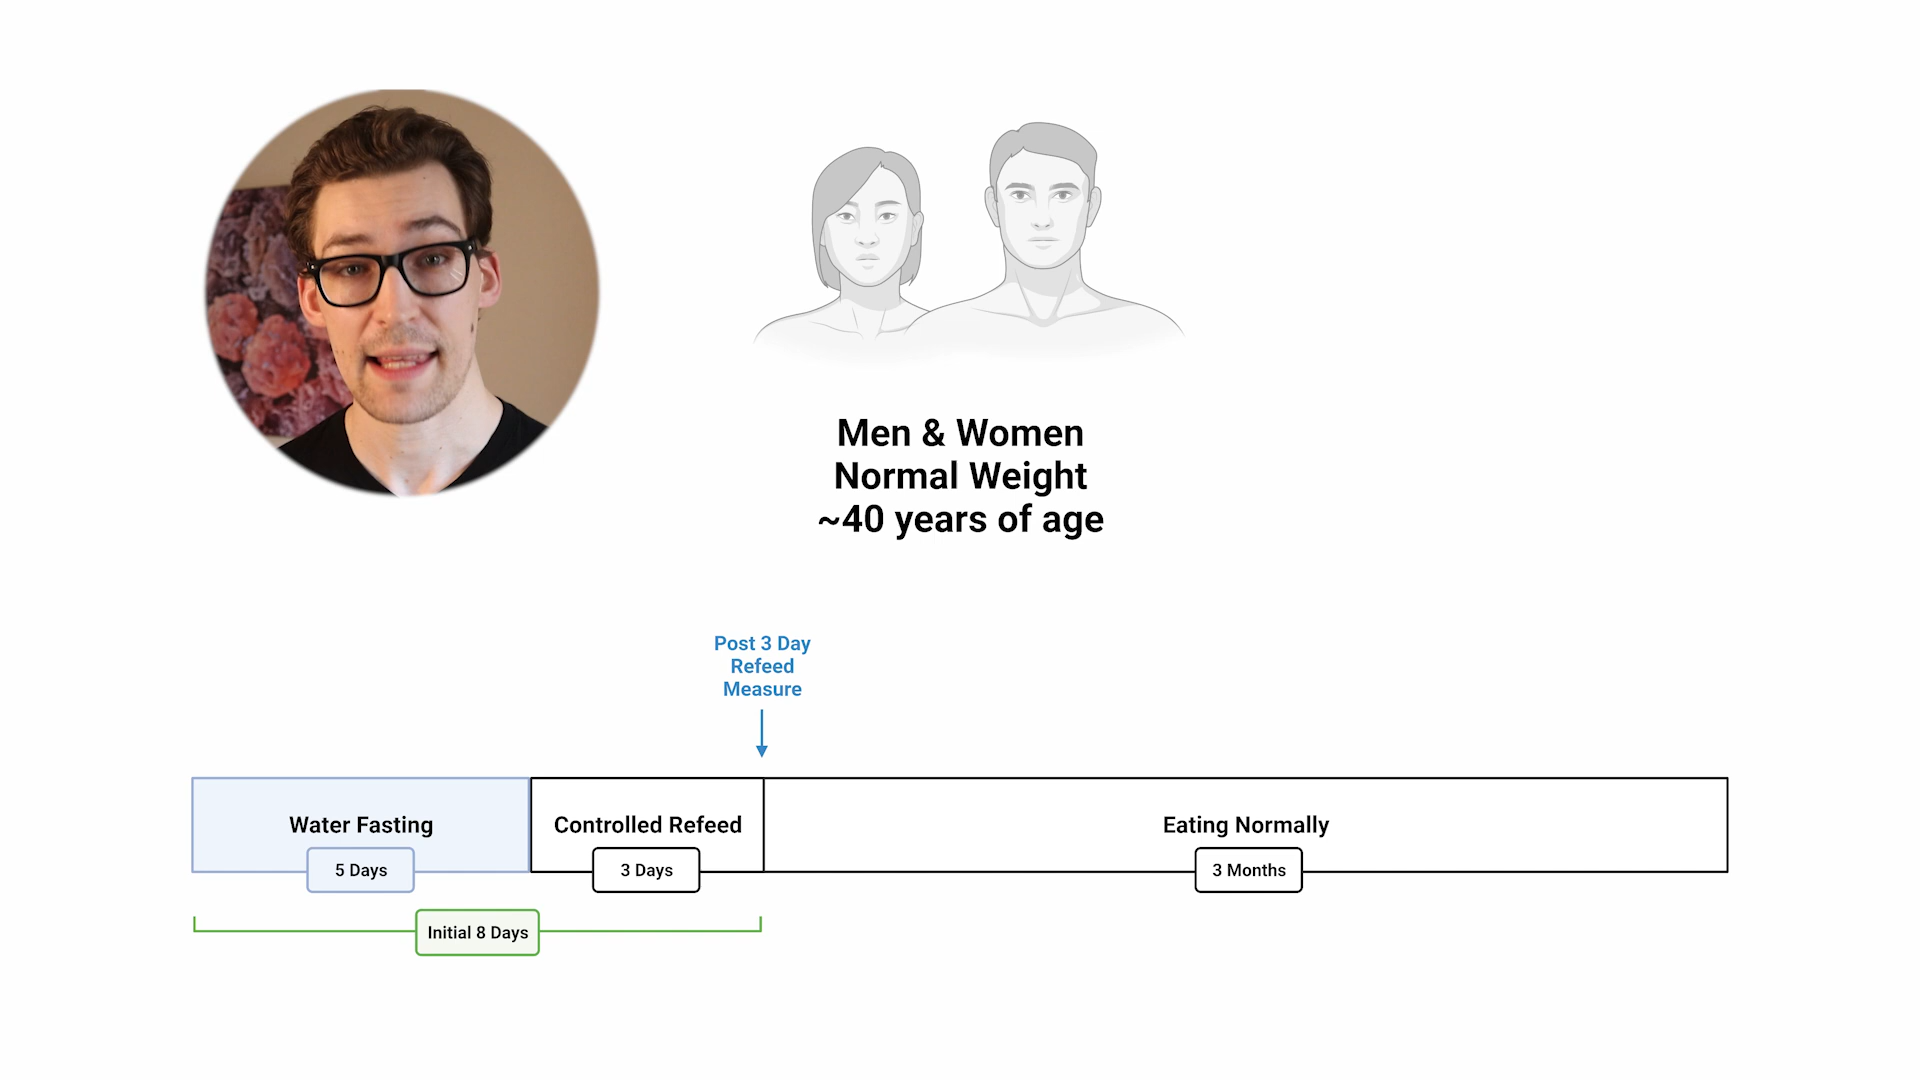 Men & Women
Normal Weight
~40 years of age
Post 3 Day
Refeed
Measure
Water Fasting
Controlled Refeed
Eating Normally
5 Days
3 Days
3 Months
Initial 8 Days